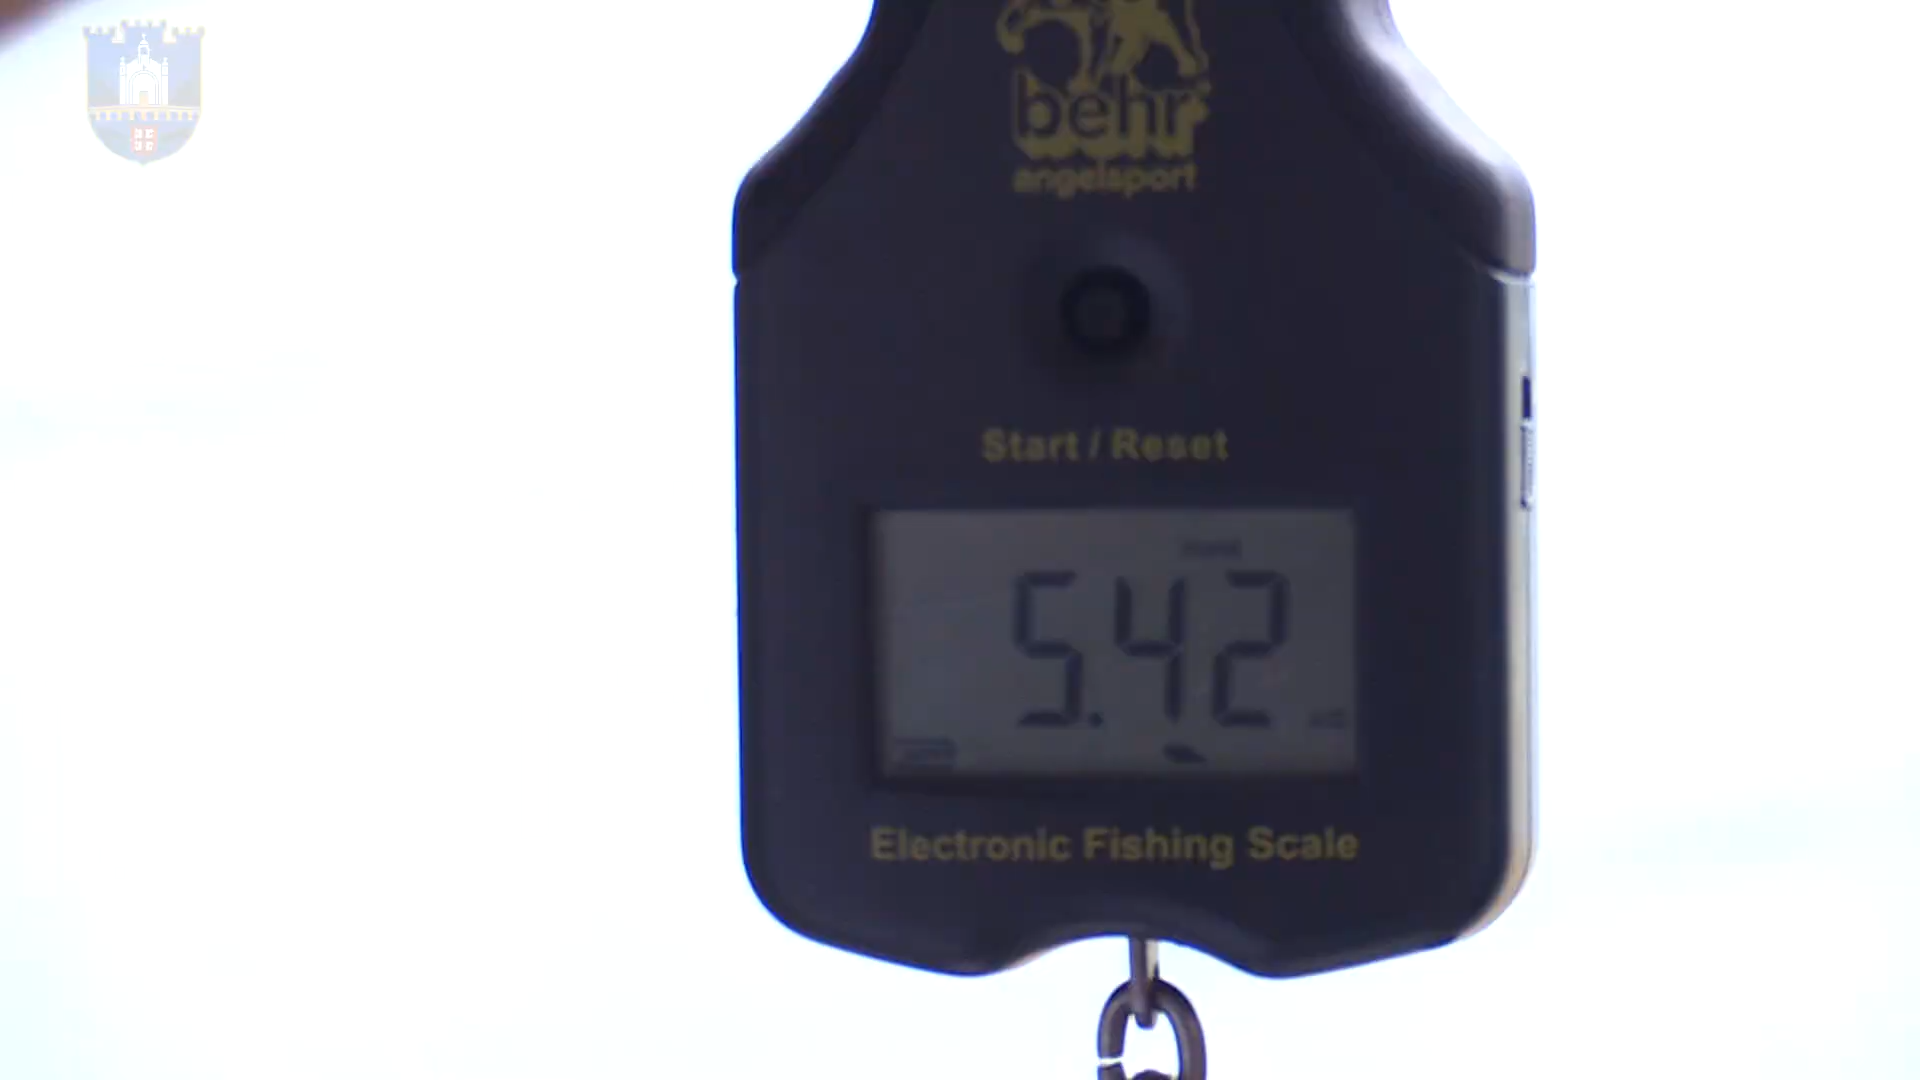 behr
angelsport
Start / Reset
5.42
Electronic Fishing Scale